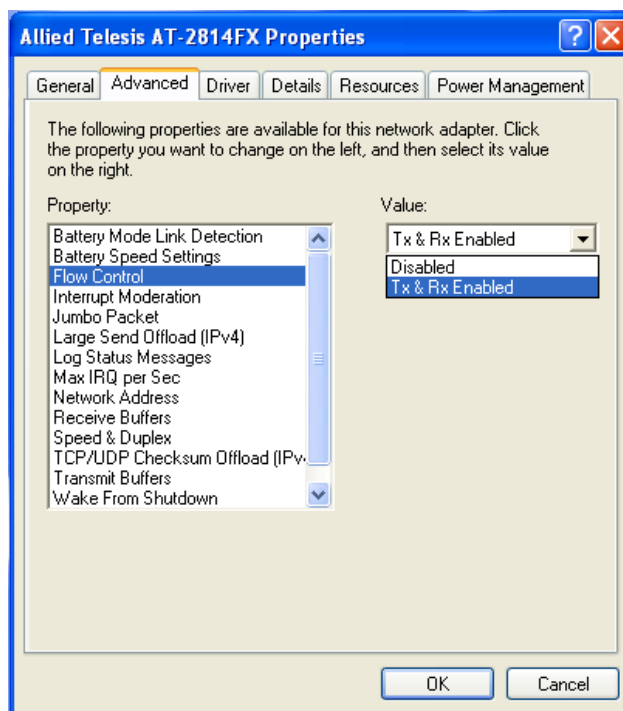 Allied Telesis AT-2814FX Properties
General Advanced Driver Details Resources Power Management
The following properties are available for this network adapter. Click
the property you want to change on the left, and then select its value
on the right.
Property:
Value:
Battery Mode Link Detection
Battery Speed Settings
Flow Control
Interrupt Moderation
Jumbo Packet
Large Send Offload (IPv4)
Log Status Messages
Max IRQ per Sec
Network Address
Receive Buffers
Speed & Duplex
TCP/UDP Checksum Offload (IPv
Transmit Buffers
Wake From Shutdown
Tx & Rx Enabled
Disabled
Tx & Rx Enabled
OK
Cancel